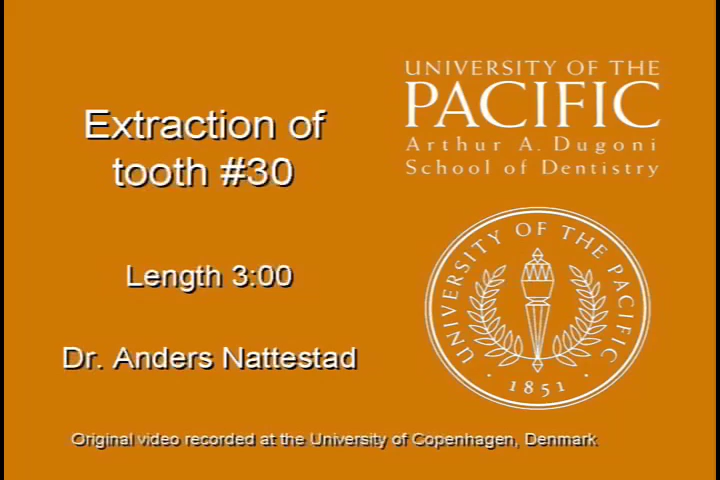 Extraction of
tooth #30
Length 3:00
Dr. Anders Nattestad
UNIVERSITY OF THE
PACIFIC
Arthur A. Dugoni
School of Dentistry
UNIVERSITY OF THE PACIFIC
· 1851 ·
Original video recorded at the University of Copenhagen, Denmark